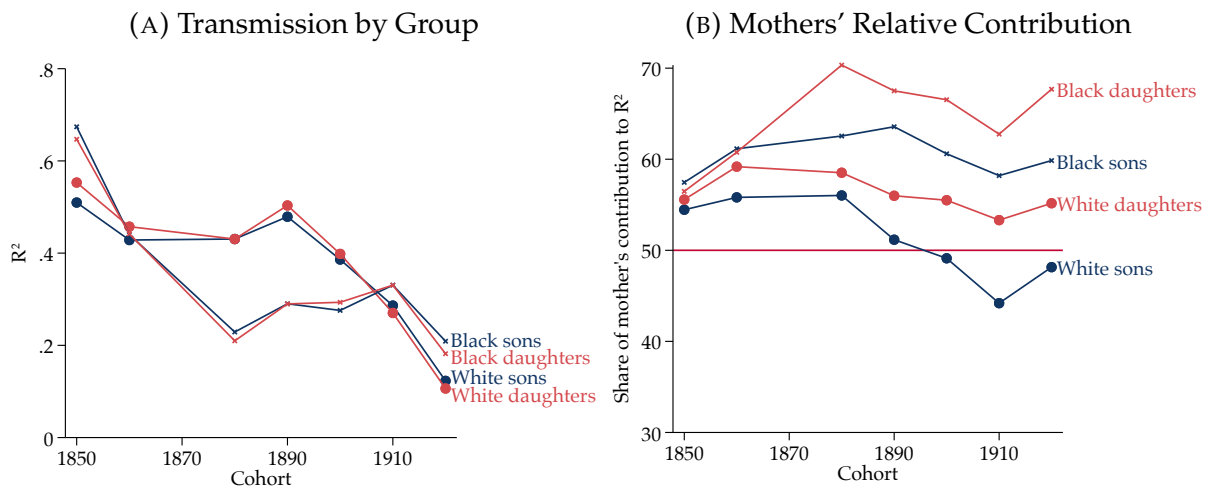 (A) Transmission by Group
.8
.6
.4
.2
0
R²
1850
1870
1890
1910
Cohort
Black sons
Black daughters
White sons
White daughters
(B) Mothers' Relative Contribution
70
60
50
40
30
Share of mother's contribution to R²
1850
1870
1890
1910
Cohort
Black daughters
Black sons
White daughters
White sons